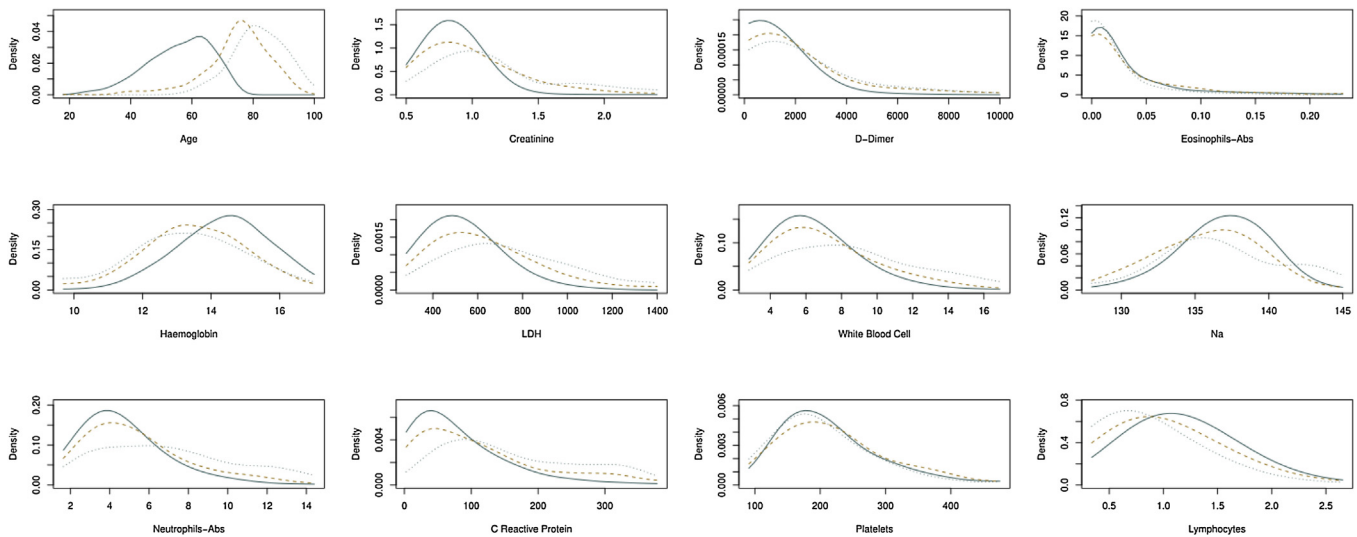 Density
0.00 0.02 0.04
20 40 60 80 100
Age
Density
0.0 0.5 1.0 1.5
0.5 1.0 1.5 2.0
Creatinine
Density
0.00000 0.00015
0 2000 4000 6000 8000 10000
D−Dimer
Density
0 5 10 15 20
0.00 0.05 0.10 0.15 0.20
Eosinophils−Abs
Density
0.00 0.15 0.30
10 12 14 16
Haemoglobin
Density
0.0000 0.0015
400 600 800 1000 1200 1400
LDH
Density
0.00 0.10
4 6 8 10 12 14 16
White Blood Cell
Density
0.00 0.06 0.12
130 135 140 145
Na
Density
0.00 0.10 0.20
2 4 6 8 10 12 14
Neutrophils−Abs
Density
0.000 0.004
0 100 200 300
C Reactive Protein
Density
0.000 0.003 0.006
100 200 300 400
Platelets
Density
0.0 0.4 0.8
0.5 1.0 1.5 2.0 2.5
Lymphocytes